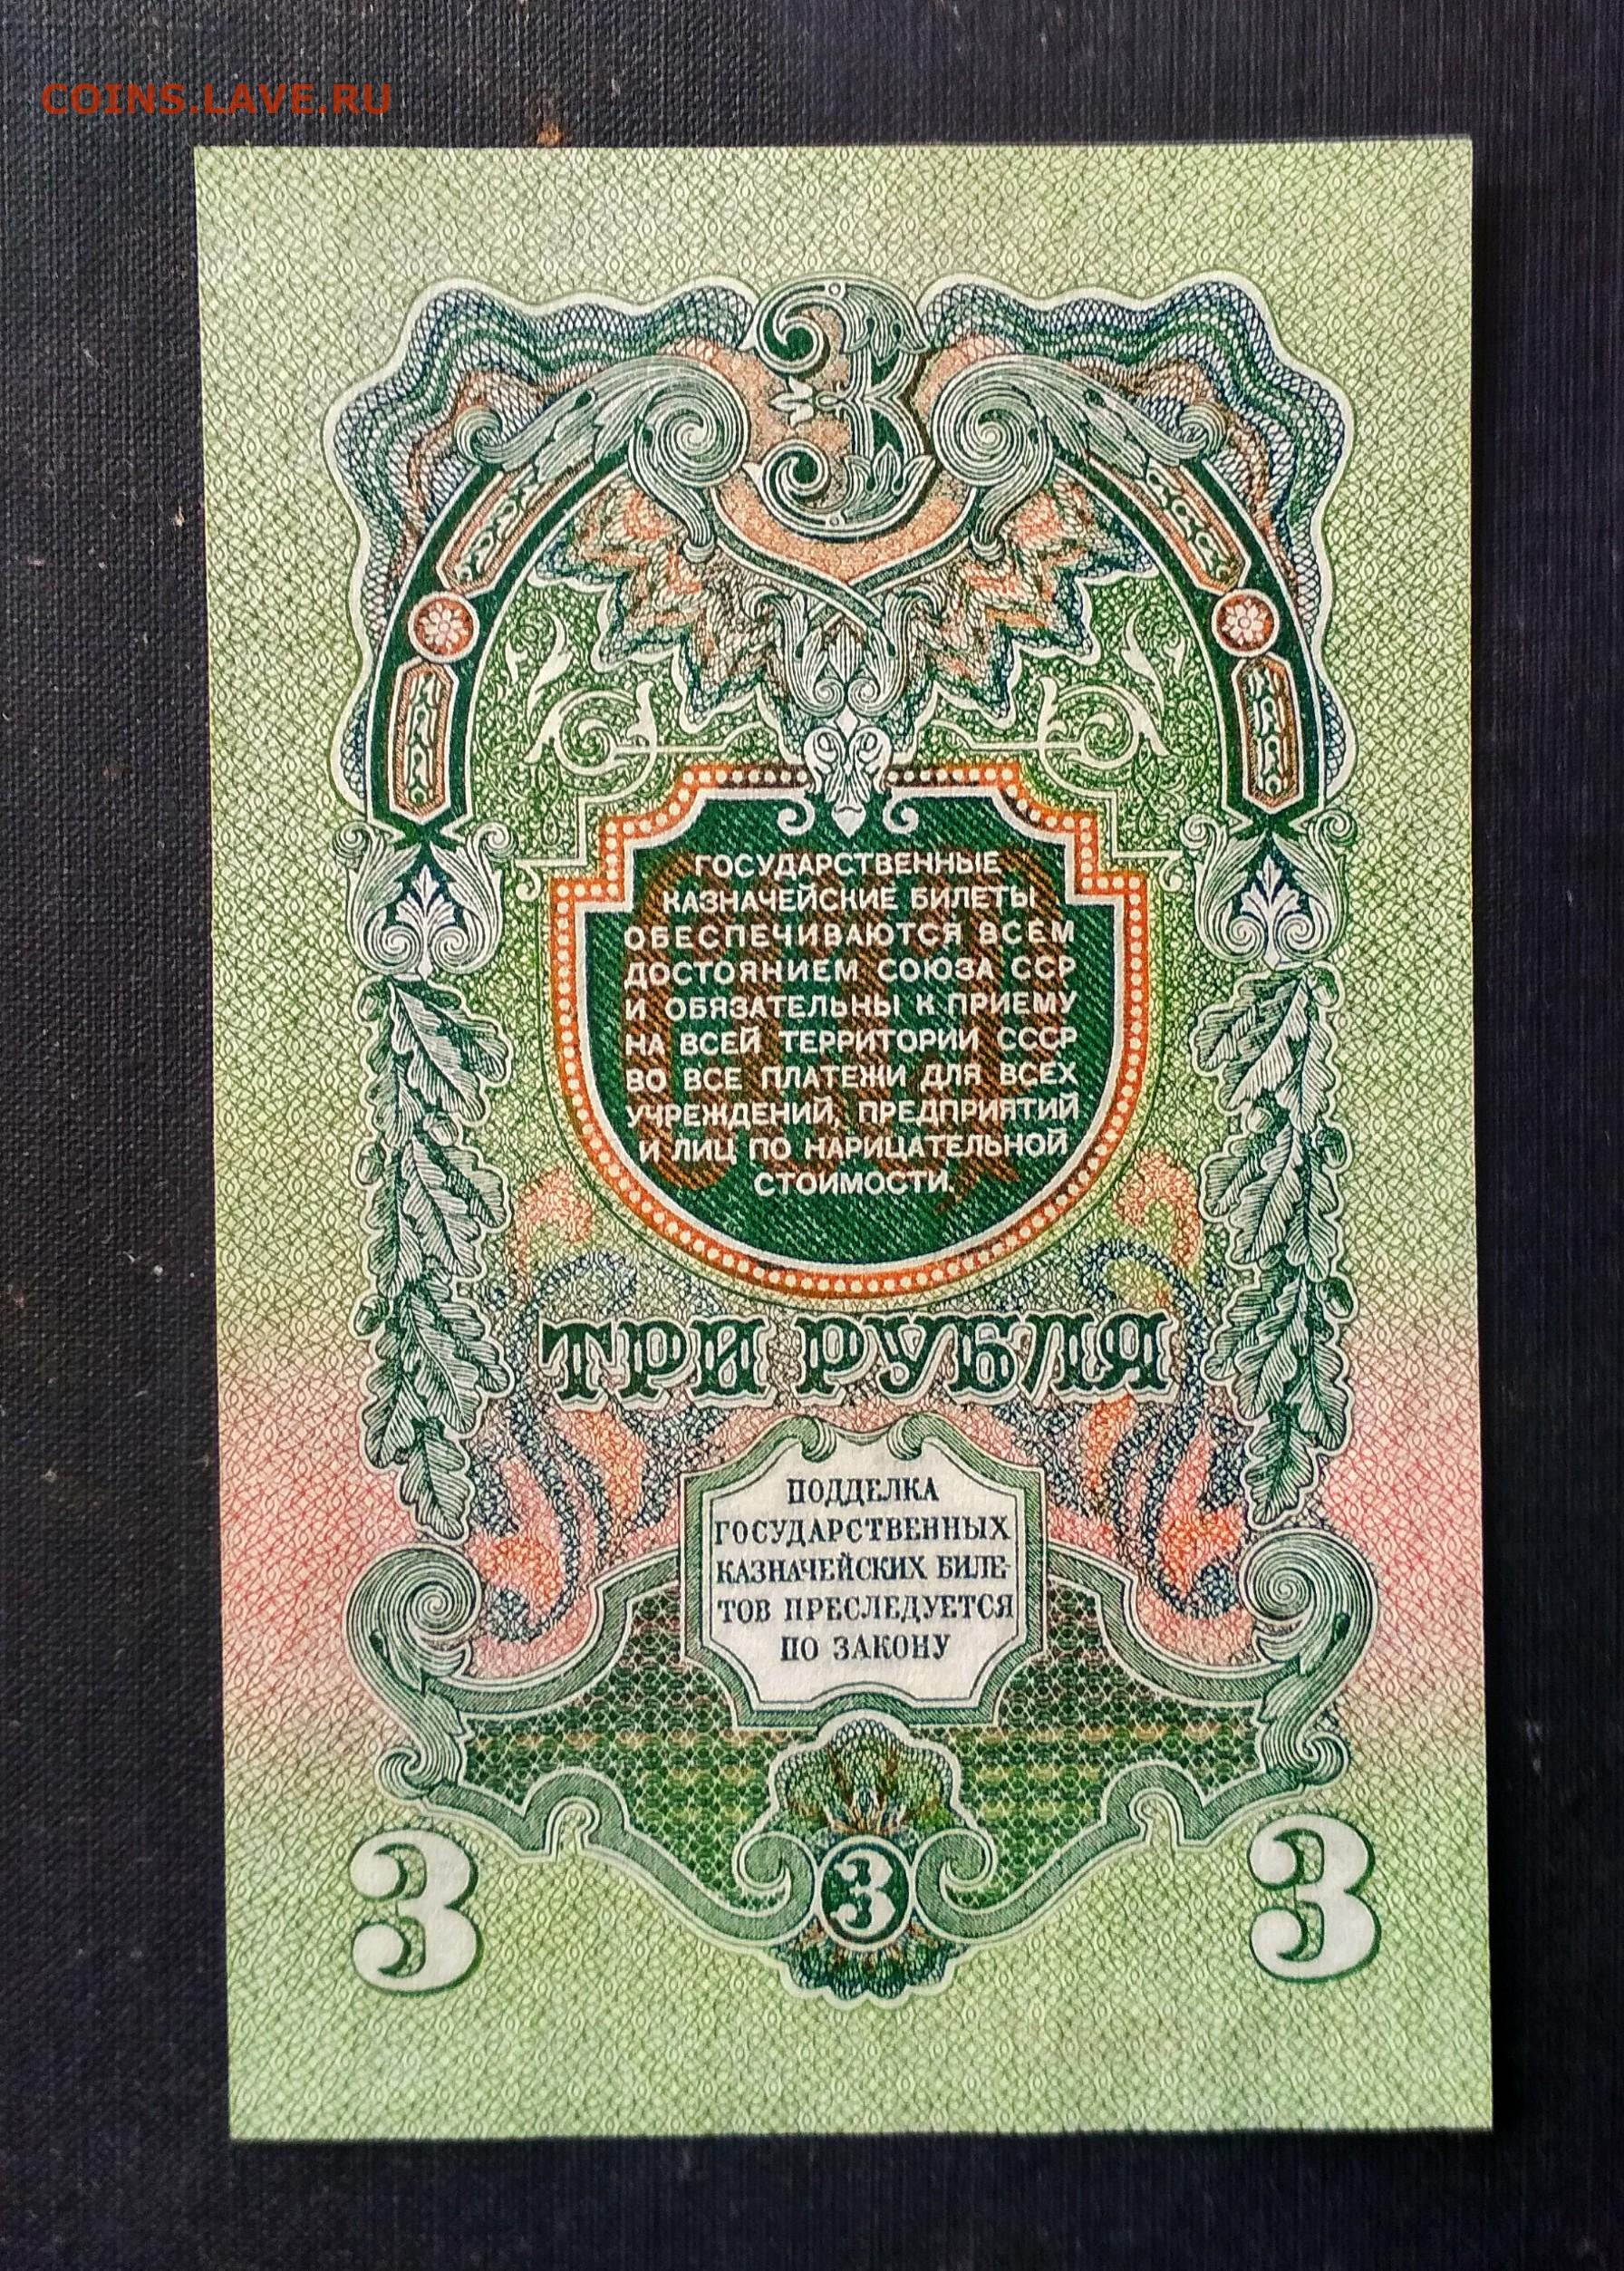 COINS.LAVE.RU
3
ГОСУДАРСТВЕННЫЕ
КАЗНАЧЕЙСКИЕ БИЛЕТЫ
ОБЕСПЕЧИВАЮТСЯ ВСЕМ
ДОСТОЯНИЕМ СОЮЗА ССР
И ОБЯЗАТЕЛЬНЫ К ПРИЕМУ
НА ВСЕЙ ТЕРРИТОРИИ СССР
ВО ВСЕ ПЛАТЕЖИ ДЛЯ ВСЕХ
УЧРЕЖДЕНИЙ, ПРЕДПРИЯТИЙ
И ЛИЦ ПО НАРИЦАТЕЛЬНОЙ
СТОИМОСТИ.
ТРИ РУБЛЯ
ПОДДЕЛКА
ГОСУДАРСТВЕННЫХ
КАЗНАЧЕЙСКИХ БИЛЕ-
ТОВ ПРЕСЛЕДУЕТСЯ
ПО ЗАКОНУ
3 3 3